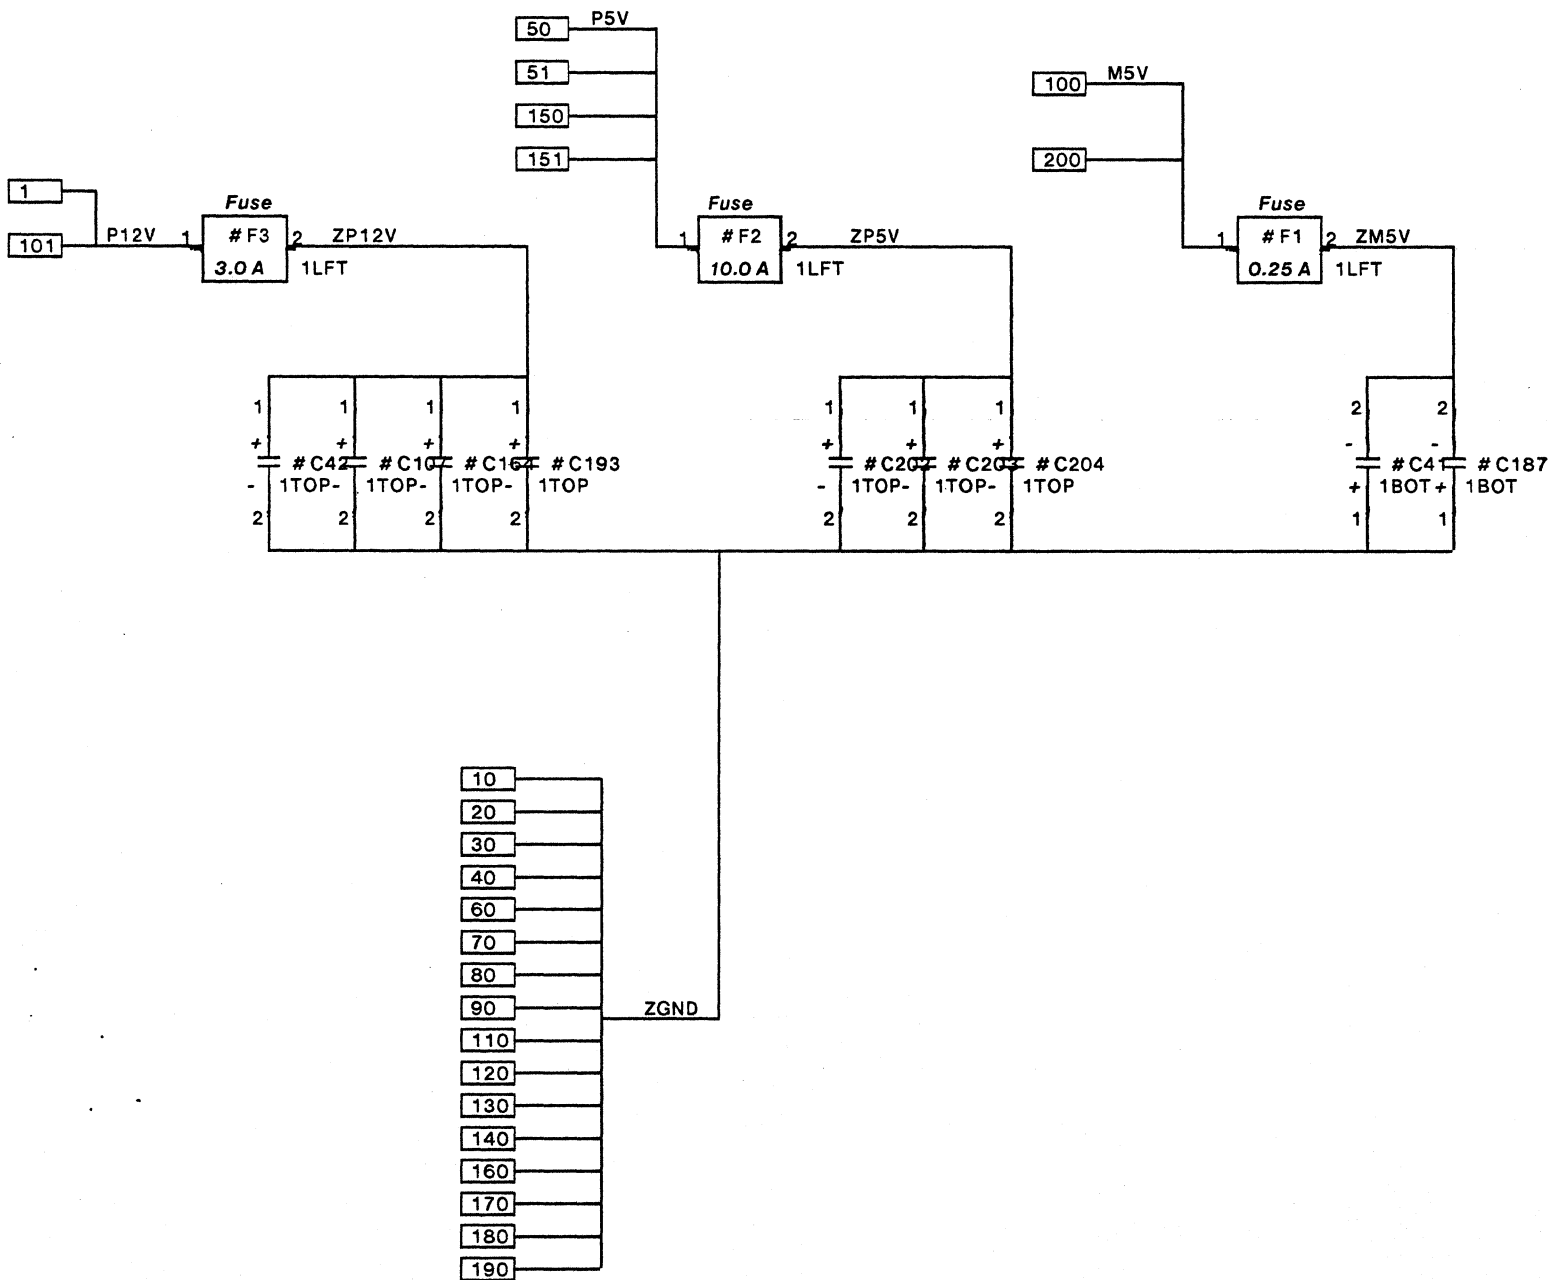 50 P5V
51
150
151
100 M5V
200
1
101 P12V
Fuse
1 #F3 2 ZP12V
3.0 A 1LFT
Fuse
1 #F2 2 ZP5V
10.0 A 1LFT
Fuse
1 #F1 2 ZM5V
0.25 A 1LFT
1 1 1 1
+ + + +
#C42 #C107 #C164 #C193
- 1TOP- 1TOP- 1TOP- 1TOP
2 2 2 2
1 1 1
+ + +
#C202 #C203 #C204
- 1TOP- 1TOP- 1TOP
2 2 2
2 2
- -
#C41 #C187
+ 1BOT + 1BOT
1 1
10
20
30
40
60
70
80
90
ZGND
110
120
130
140
160
170
180
190